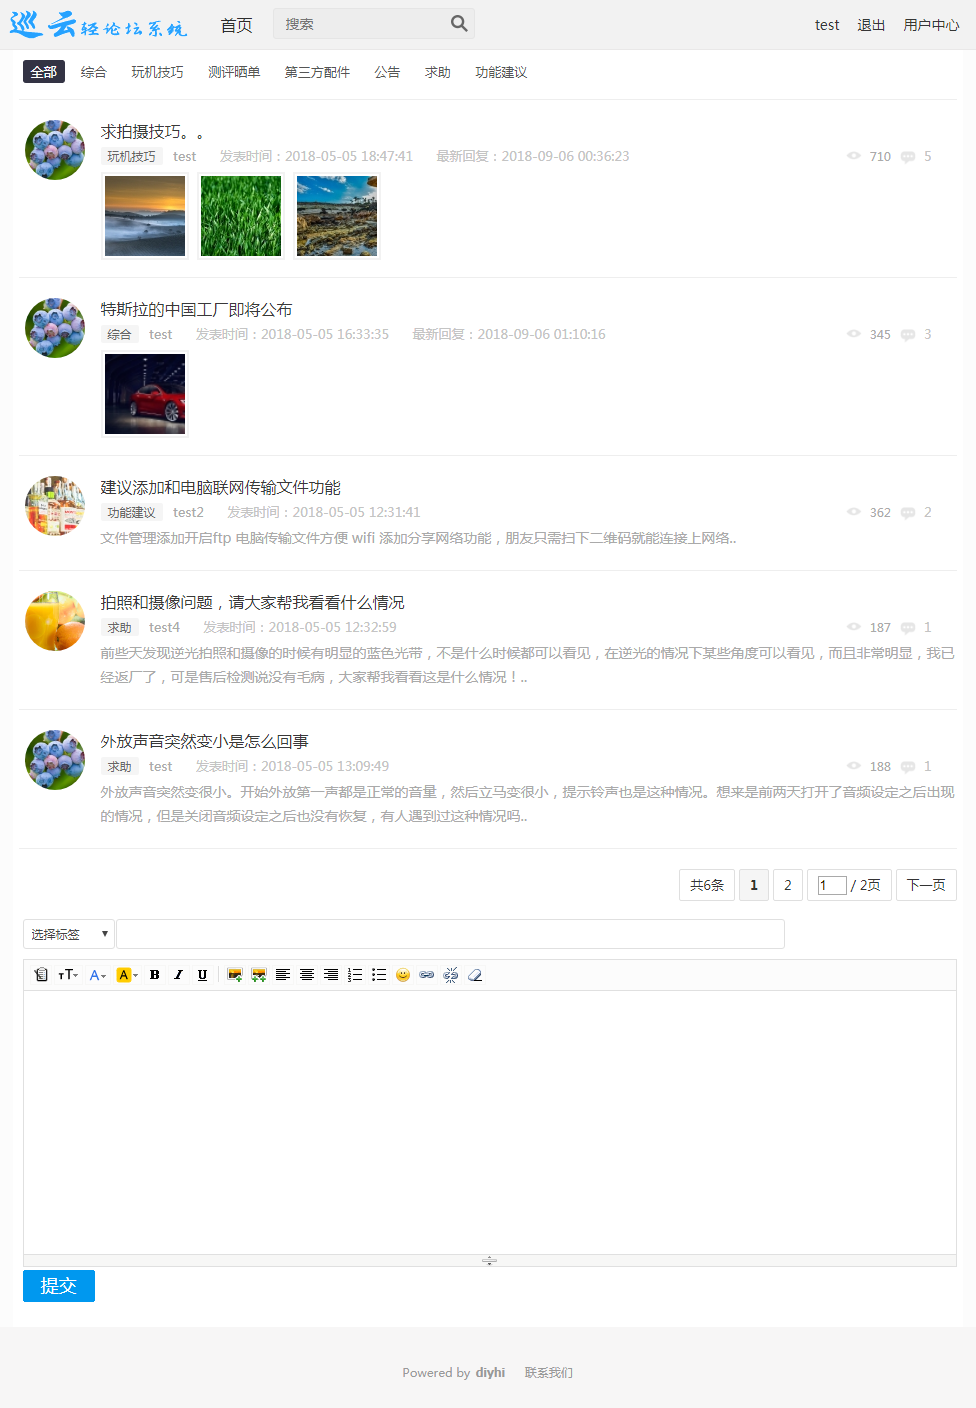 巡云轻论坛系统 首页 搜索 test 退出 用户中心
全部 综合 玩机技巧 测评晒单 第三方配件 公告 求助 功能建议
求拍摄技巧。。
玩机技巧 test 发表时间：2018-05-05 18:47:41 最新回复：2018-09-06 00:36:23 710 5
特斯拉的中国工厂即将公布
综合 test 发表时间：2018-05-05 16:33:35 最新回复：2018-09-06 01:10:16 345 3
建议添加和电脑联网传输文件功能
功能建议 test2 发表时间：2018-05-05 12:31:41 362 2
文件管理添加开启ftp 电脑传输文件方便 wifi 添加分享网络功能，朋友只需扫下二维码就能连接上网络..
拍照和摄像问题，请大家帮我看看什么情况
求助 test4 发表时间：2018-05-05 12:32:59 187 1
前些天发现逆光拍照和摄像的时候有明显的蓝色光带，不是什么时候都可以看见，在逆光的情况下某些角度可以看见，而且非常明显，我已
经返厂了，可是售后检测说没有毛病，大家帮我看看这是什么情况！..
外放声音突然变小是怎么回事
求助 test 发表时间：2018-05-05 13:09:49 188 1
外放声音突然变很小。开始外放第一声都是正常的音量，然后立马变很小，提示铃声也是这种情况。想来是前两天打开了音频设定之后出现
的情况，但是关闭音频设定之后也没有恢复，有人遇到过这种情况吗..
共6条 1 2 1 / 2页 下一页
选择标签
提交
Powered by diyhi 联系我们